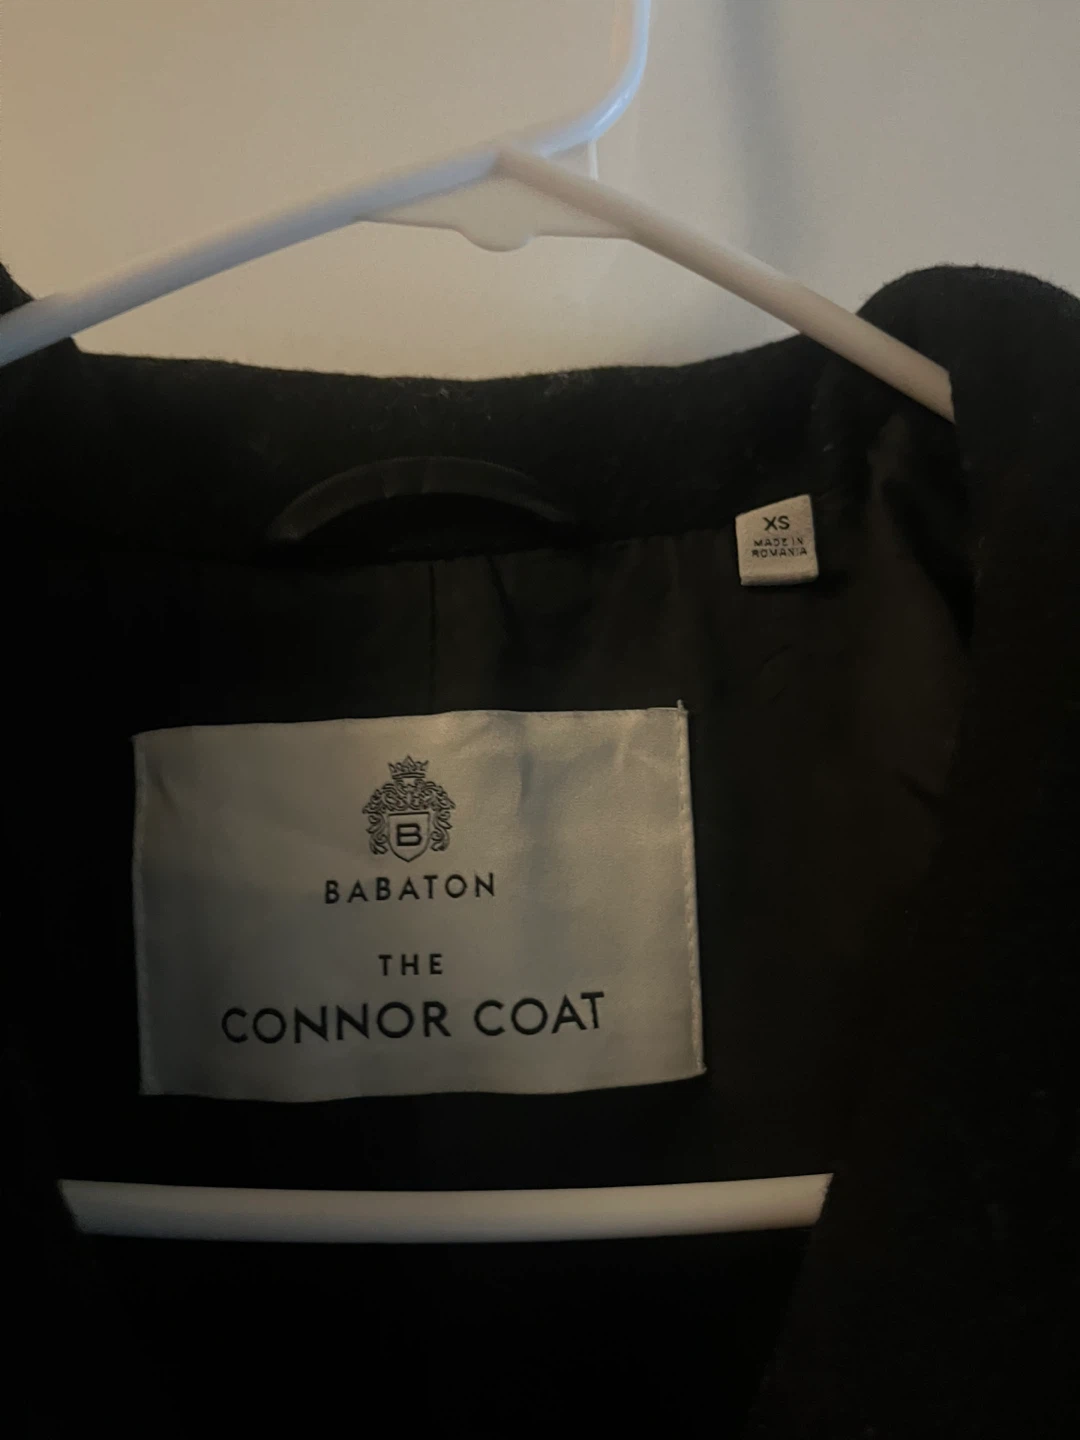 XS
MADE IN
ROMANIA
B
BABATON
THE
CONNOR COAT